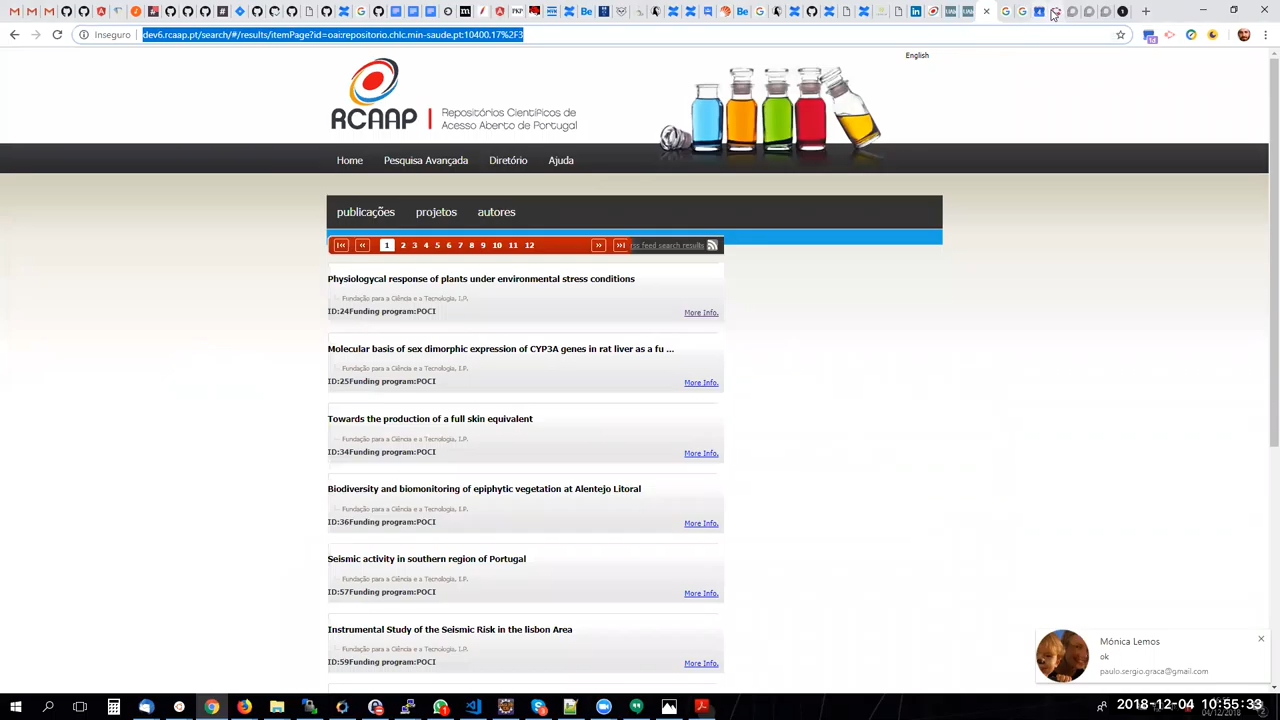 Inseguro
dev6.rcaap.pt/search/#/results/itemPage?id=oai:repositorio.chlc.min-saude.pt:10400.17%2F3
English
RCAAP
Repositórios Científicos de
Acesso Aberto de Portugal
Home Pesquisa Avançada Diretório Ajuda
publicações projetos autores
1 2 3 4 5 6 7 8 9 10 11 12
rss feed search results
Physiologycal response of plants under environmental stress conditions
Fundação para a Ciência e a Tecnologia, I.P.
ID:24Funding program:POCI
More Info.
Molecular basis of sex dimorphic expression of CYP3A genes in rat liver as a fu ...
Fundação para a Ciência e a Tecnologia, I.P.
ID:25Funding program:POCI
More Info.
Towards the production of a full skin equivalent
Fundação para a Ciência e a Tecnologia, I.P.
ID:34Funding program:POCI
More Info.
Biodiversity and biomonitoring of epiphytic vegetation at Alentejo Litoral
Fundação para a Ciência e a Tecnologia, I.P.
ID:36Funding program:POCI
More Info.
Seismic activity in southern region of Portugal
Fundação para a Ciência e a Tecnologia, I.P.
ID:57Funding program:POCI
More Info.
Instrumental Study of the Seismic Risk in the lisbon Area
ID:59Funding program:POCI
More Info.
Mónica Lemos
ok
paulo.sergio.graca@gmail.com
2018-12-04 10:55:33